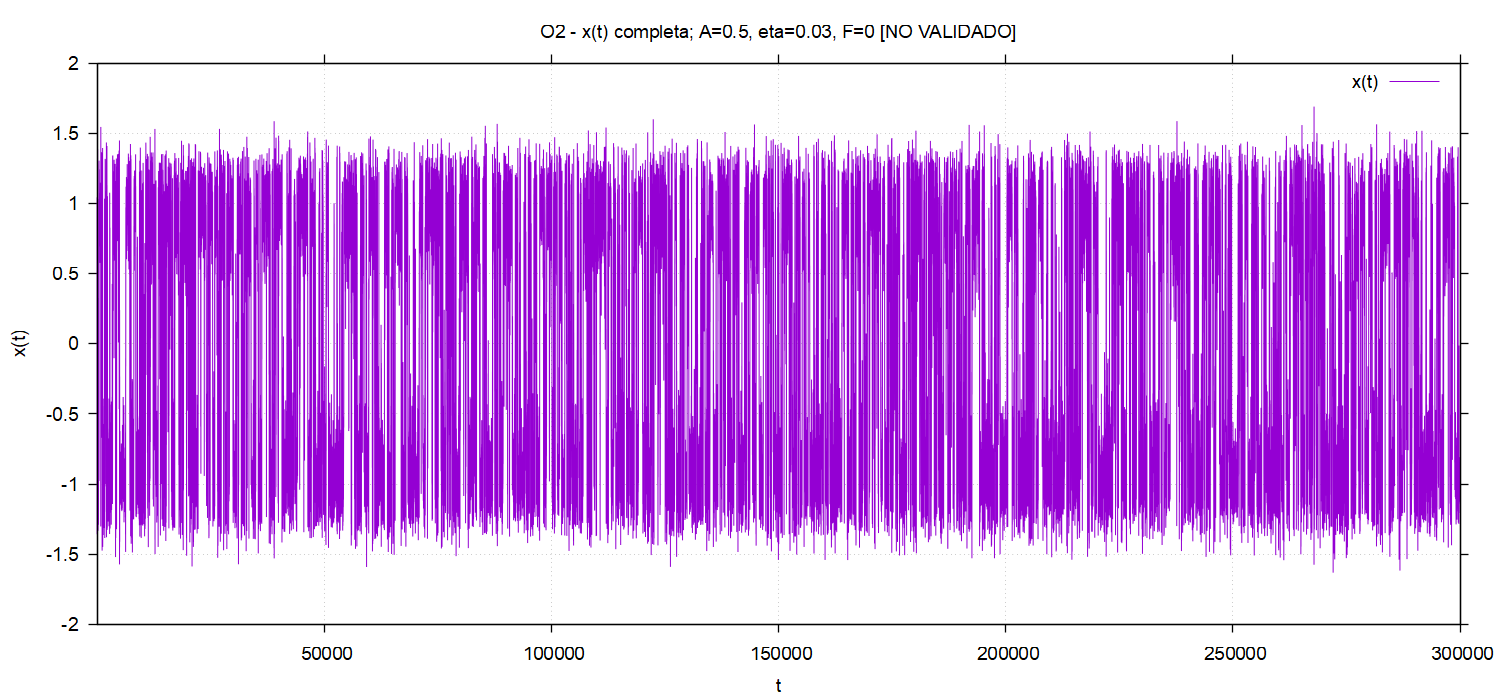 O2 - x(t) completa; A=0.5, eta=0.03, F=0 [NO VALIDADO]
x(t)
2
1.5
1
0.5
0
-0.5
-1
-1.5
-2
x(t)
50000 100000 150000 200000 250000 300000
t